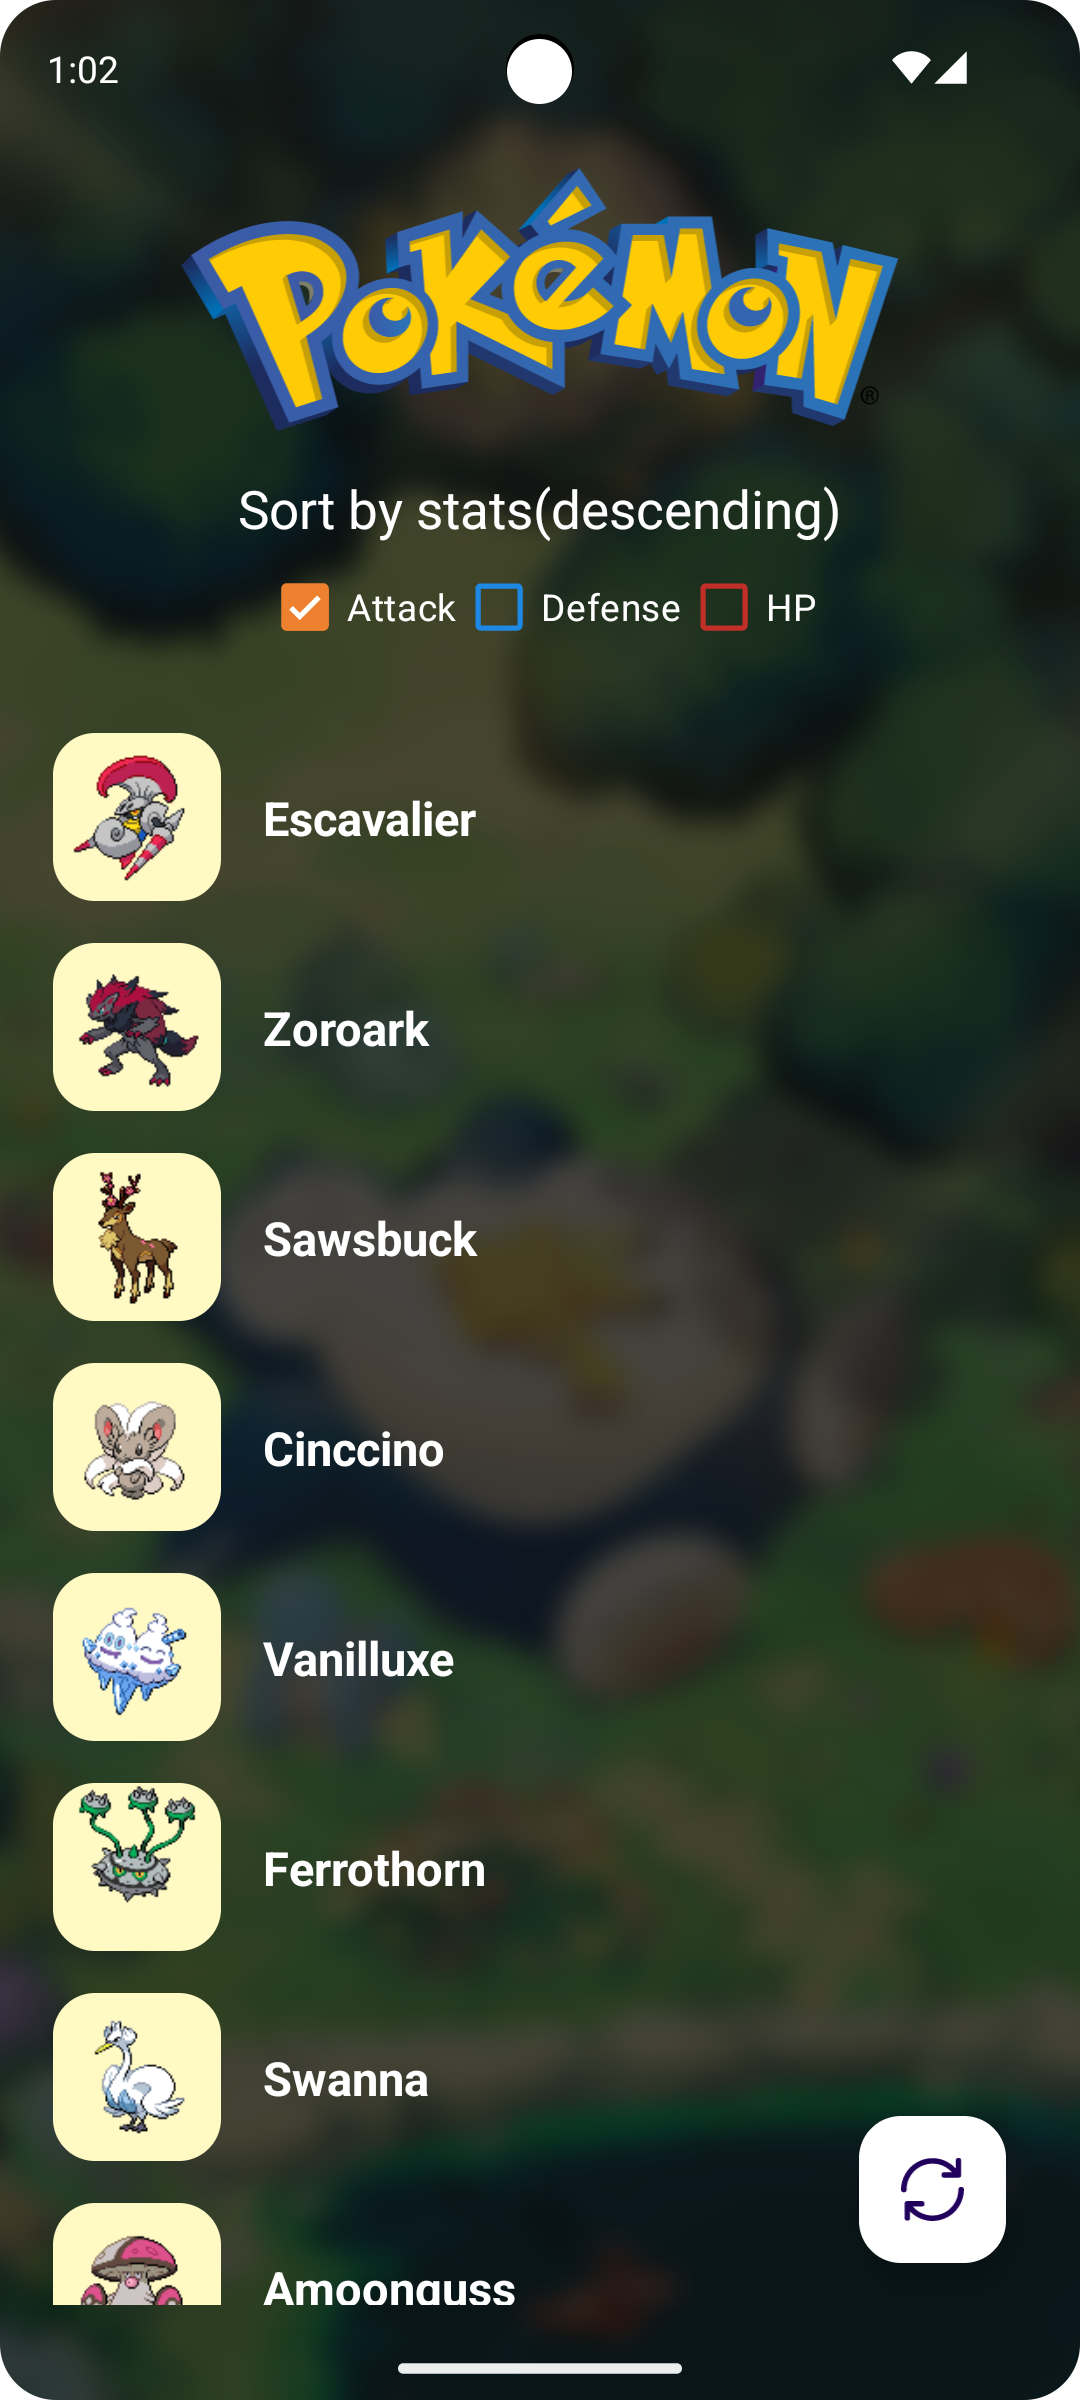 1:02
POKéMON
®
Sort by stats(descending)
Attack Defense HP
Escavalier
Zoroark
Sawsbuck
Cinccino
Vanilluxe
Ferrothorn
Swanna
Amoonguss